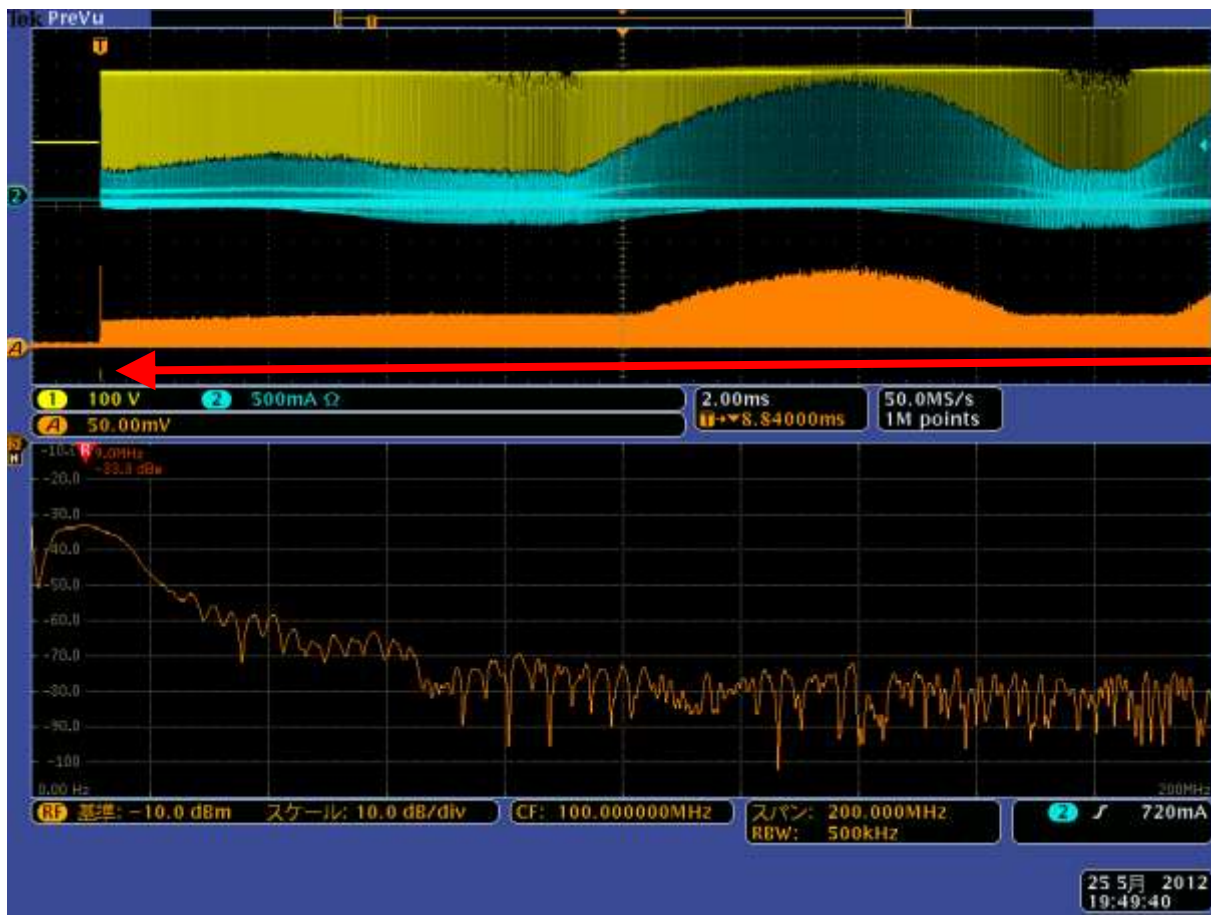 Tek PreVu
T
2
A
1 100 V 2 500mA Ω
A 50.00mV
2.00ms
T→▼8.84000ms
50.0MS/s
1M points
R 9.0MHz
-20.0
-30.0
-40.0
-50.0
-60.0
-70.0
-80.0
-90.0
-100
0.00 Hz
200MHz
RF 基準: -10.0 dBm スケール: 10.0 dB/div
CF: 100.000000MHz
スパン: 200.000MHz
RBW: 500kHz
2 720mA
25 5月 2012
19:49:40